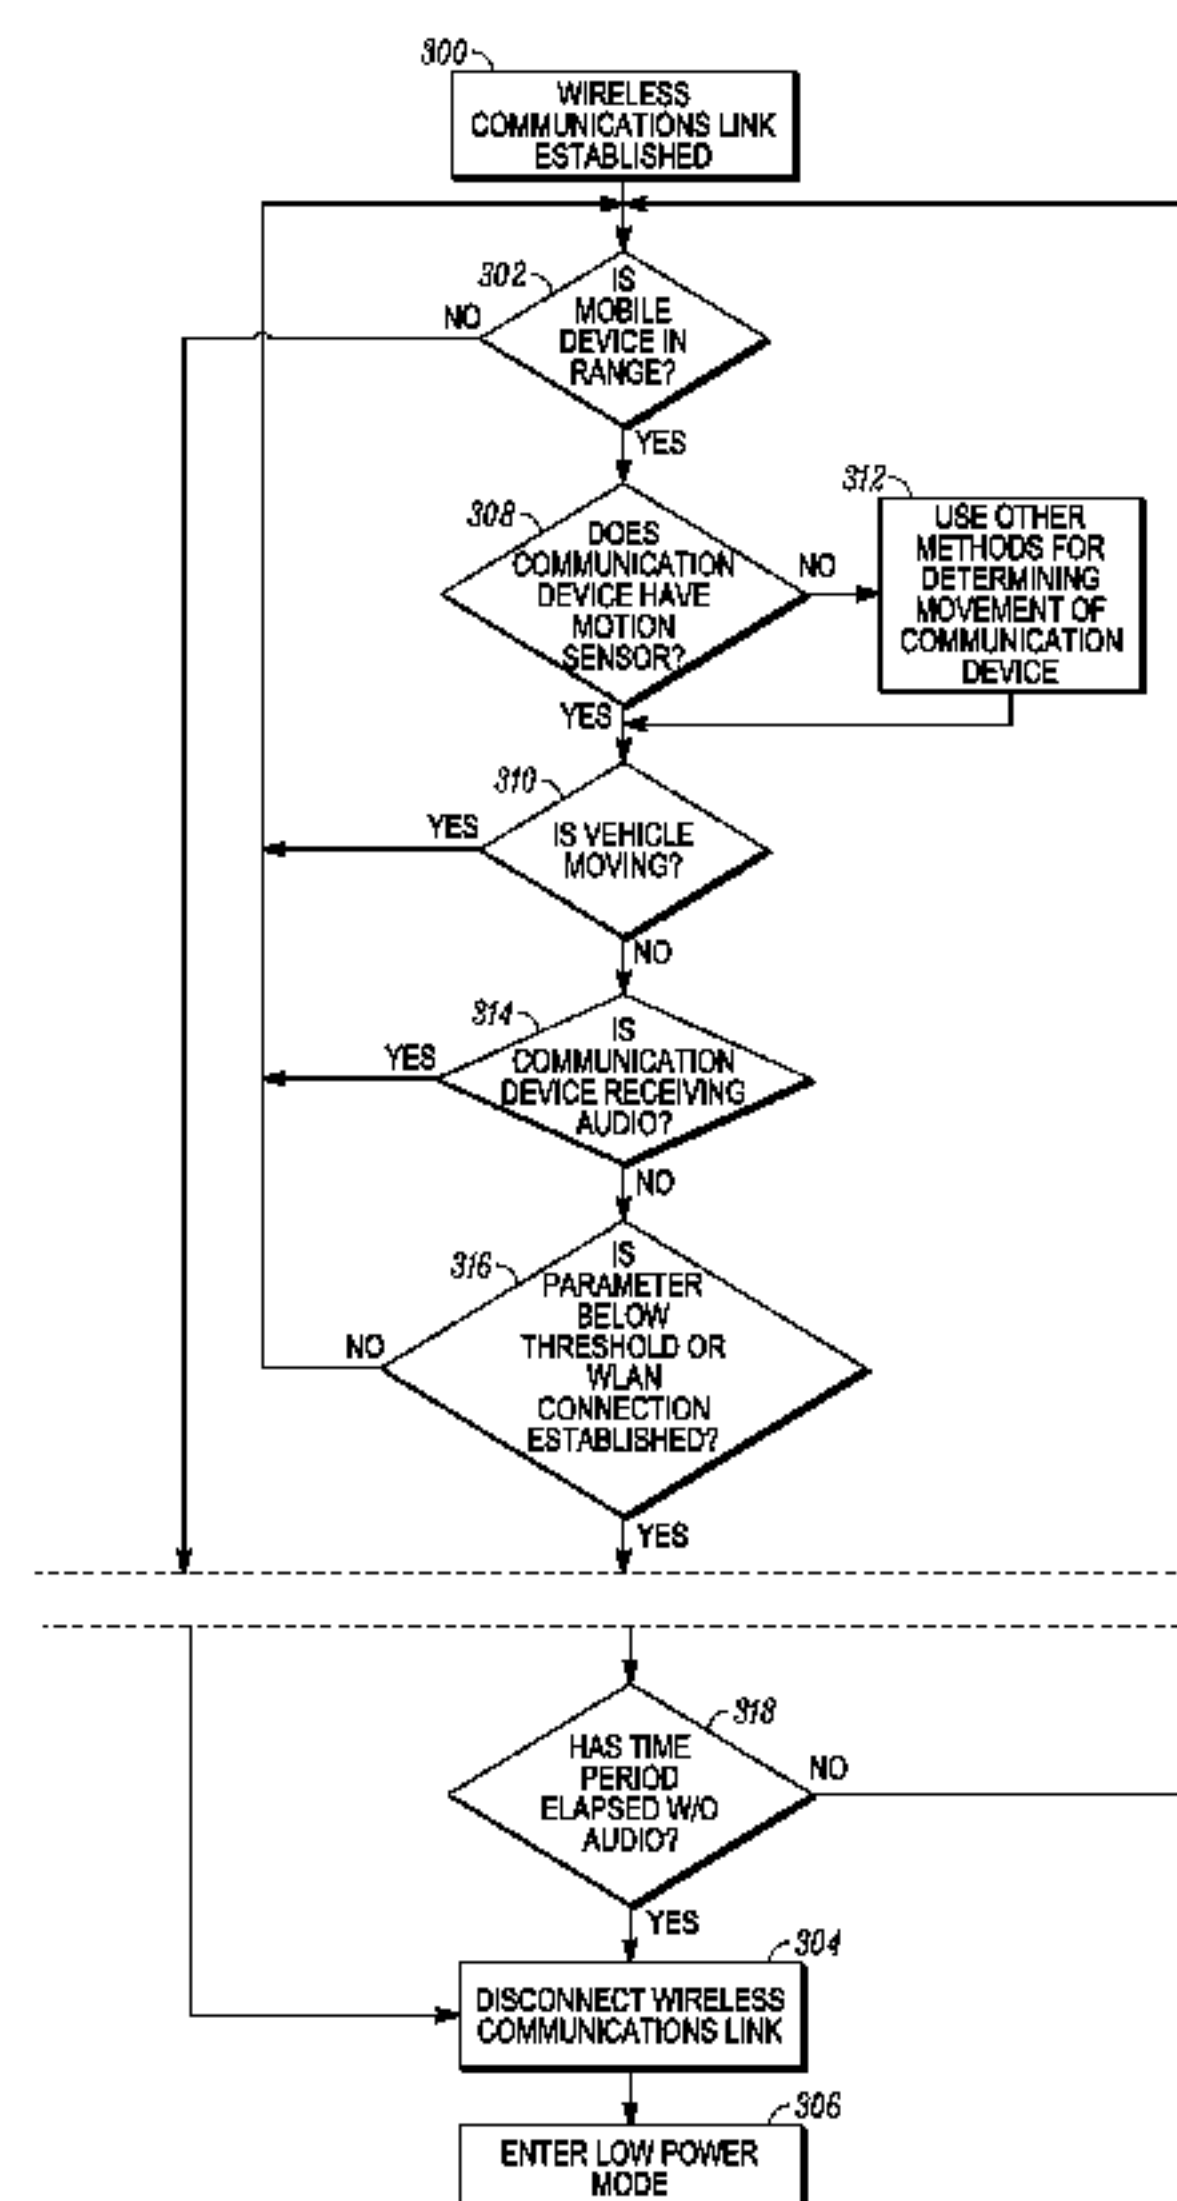 300
WIRELESS
COMMUNICATIONS LINK
ESTABLISHED
302
IS
MOBILE
DEVICE IN
RANGE?
NO
YES
308
DOES
COMMUNICATION
DEVICE HAVE
MOTION
SENSOR?
NO
312
USE OTHER
METHODS FOR
DETERMINING
MOVEMENT OF
COMMUNICATION
DEVICE
YES
310
IS VEHICLE
MOVING?
YES
NO
314
IS
COMMUNICATION
DEVICE RECEIVING
AUDIO?
YES
NO
316
IS
PARAMETER
BELOW
THRESHOLD OR
WLAN
CONNECTION
ESTABLISHED?
NO
YES
318
HAS TIME
PERIOD
ELAPSED W/O
AUDIO?
NO
YES
304
DISCONNECT WIRELESS
COMMUNICATIONS LINK
306
ENTER LOW POWER
MODE